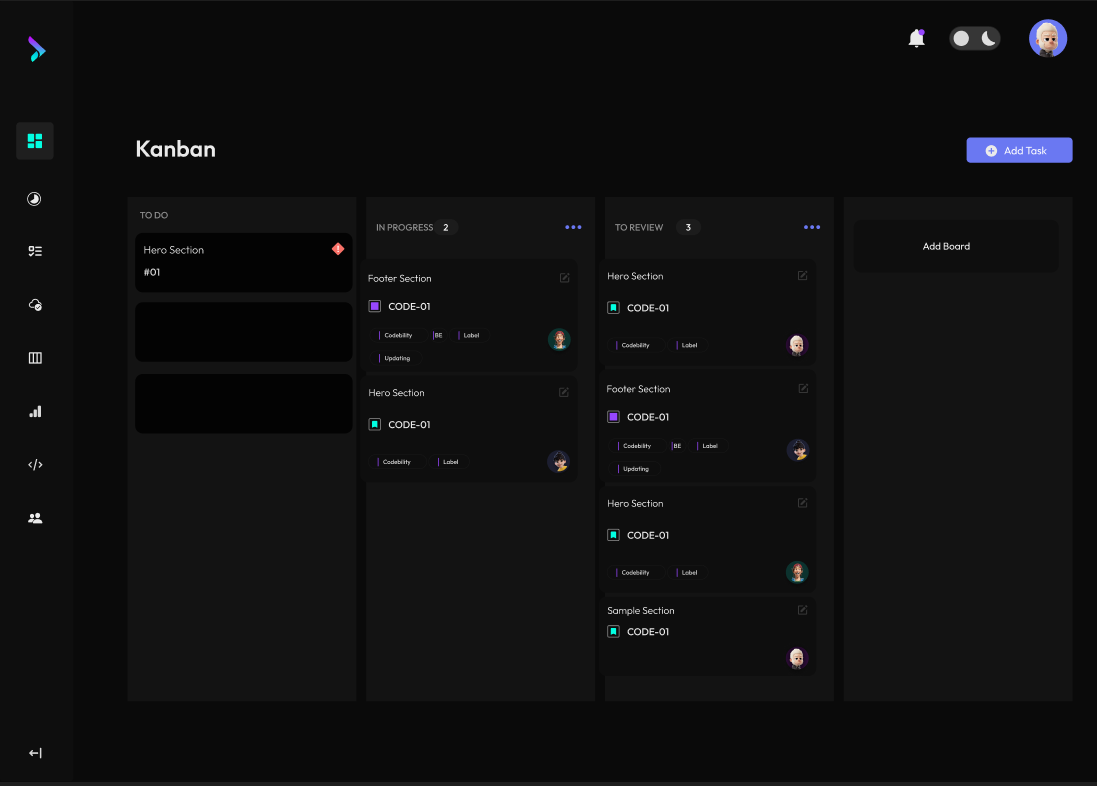 Kanban
Add Task
TO DO
Hero Section
#01
IN PROGRESS 2
Footer Section
CODE-01
Codebility BE Label
Updating
Hero Section
CODE-01
Codebility Label
TO REVIEW 3
Hero Section
CODE-01
Codebility Label
Footer Section
CODE-01
Codebility BE Label
Updating
Hero Section
CODE-01
Codebility Label
Sample Section
CODE-01
Add Board